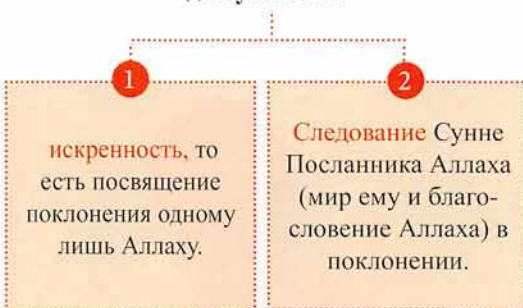 1
искренность, то
есть посвящение
поклонения одному
лишь Аллаху.
2
Следование Сунне
Посланника Аллаха
(мир ему и благо-
словение Аллаха) в
поклонении.